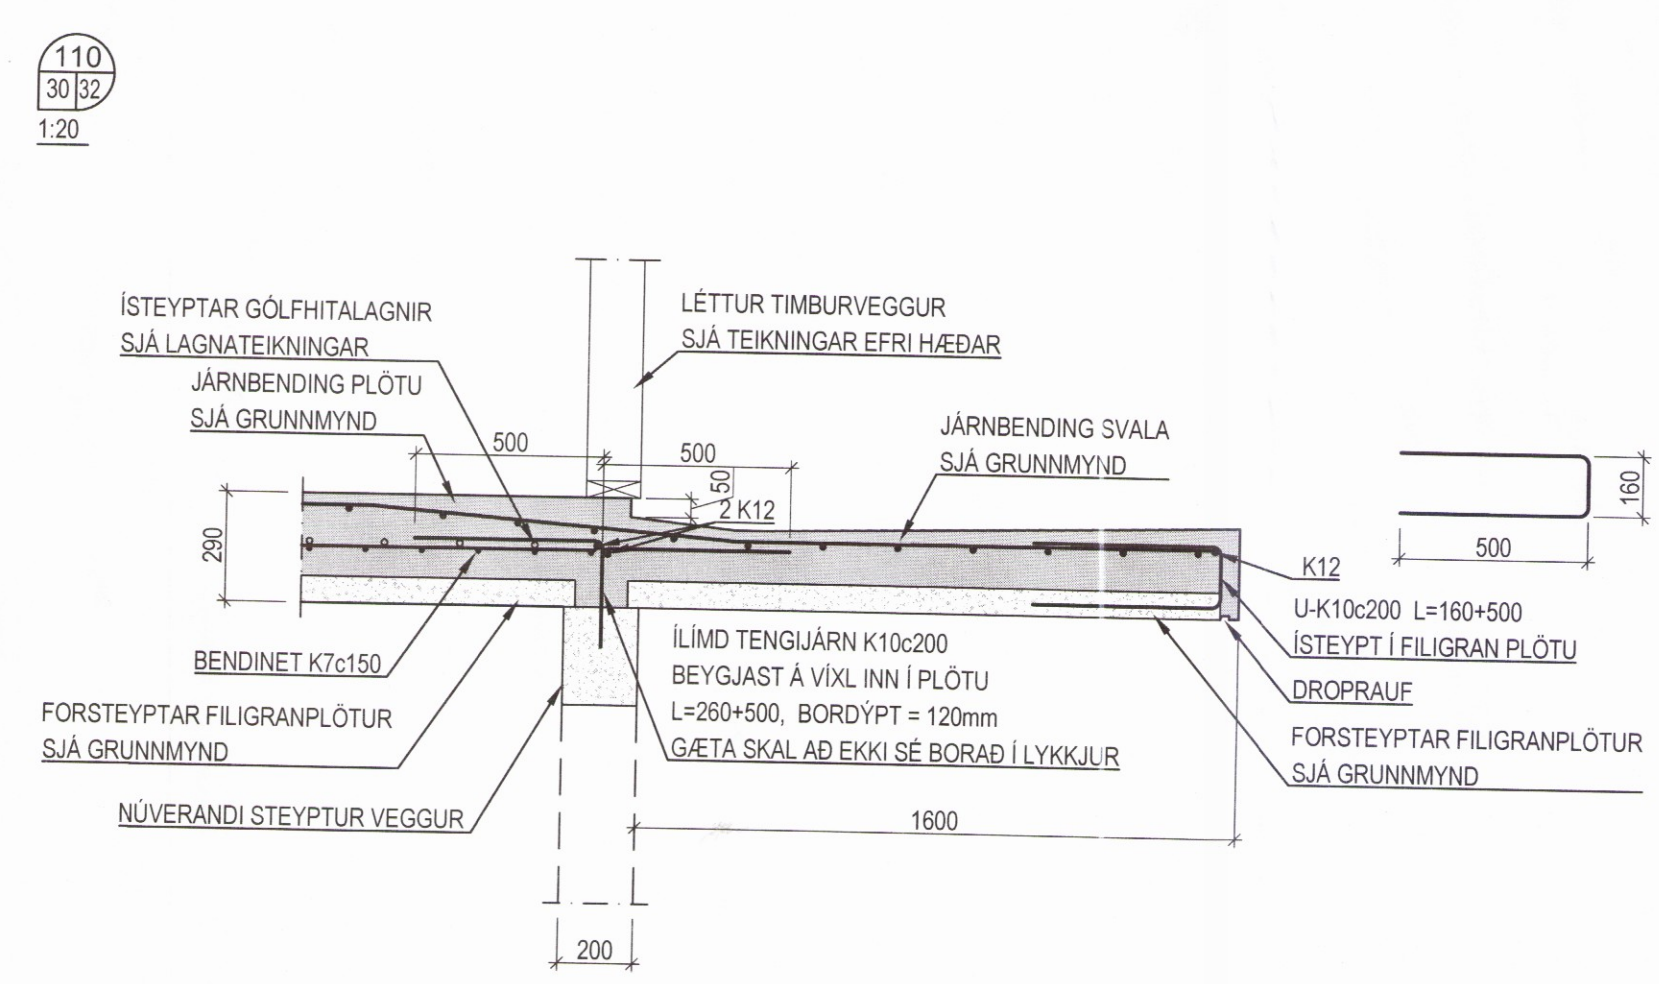 110
30 32
1:20
ÍSTEYPTAR GÓLFHITALAGNIR
SJÁ LAGNATEIKNINGAR
JÁRNBENDING PLÖTU
SJÁ GRUNNMYND
LÉTTUR TIMBURVEGGUR
SJÁ TEIKNINGAR EFRI HÆÐAR
JÁRNBENDING SVALA
SJÁ GRUNNMYND
500
500
50
2 K12
290
160
500
K12
U-K10c200 L=160+500
ÍSTEYPT Í FILIGRAN PLÖTU
DROPRAUF
FORSTEYPTAR FILIGRANPLÖTUR
SJÁ GRUNNMYND
BENDINET K7c150
FORSTEYPTAR FILIGRANPLÖTUR
SJÁ GRUNNMYND
NÚVERANDI STEYPTUR VEGGUR
ÍLÍMD TENGIJÁRN K10c200
BEYGJAST Á VÍXL INN Í PLÖTU
L=260+500, BORDÝPT = 120mm
GÆTA SKAL AÐ EKKI SÉ BORAÐ Í LYKKJUR
1600
200